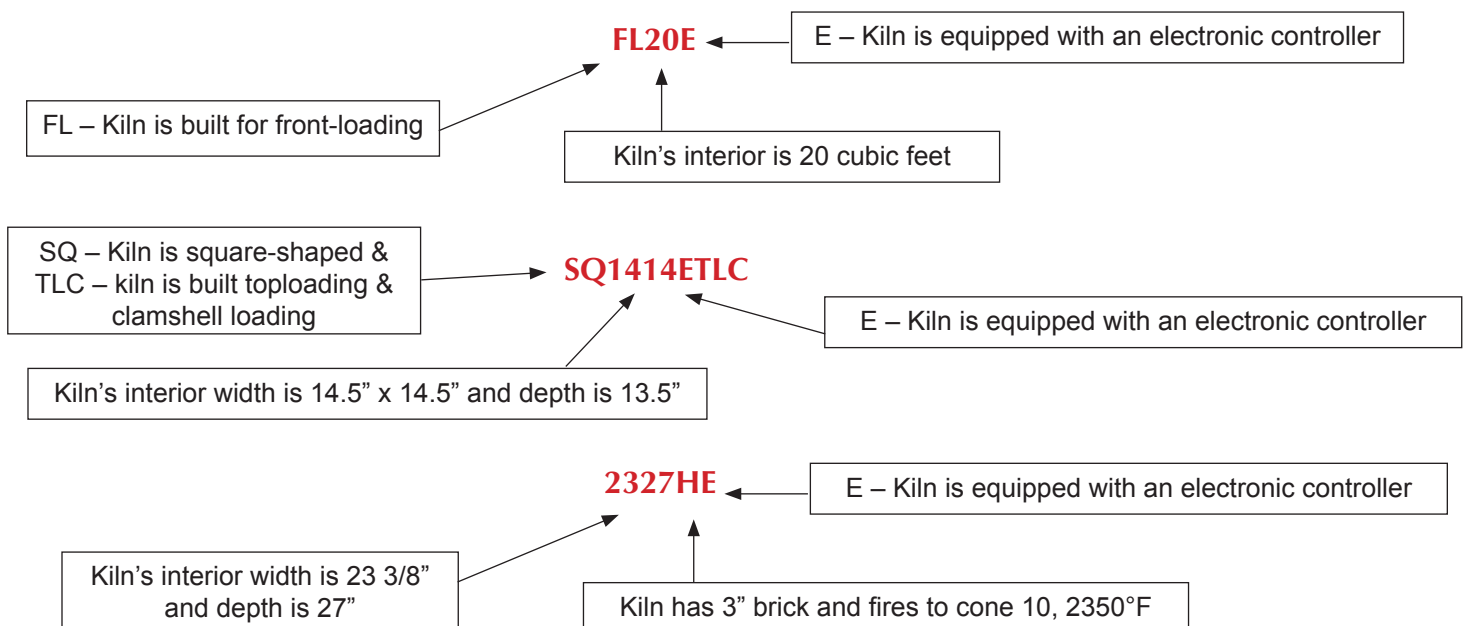 FL20E
E – Kiln is equipped with an electronic controller
FL – Kiln is built for front-loading
Kiln’s interior is 20 cubic feet
SQ – Kiln is square-shaped &
TLC – kiln is built toploading &
clamshell loading
SQ1414ETLC
E – Kiln is equipped with an electronic controller
Kiln’s interior width is 14.5” x 14.5” and depth is 13.5”
2327HE
E – Kiln is equipped with an electronic controller
Kiln’s interior width is 23 3/8”
and depth is 27”
Kiln has 3” brick and fires to cone 10, 2350°F